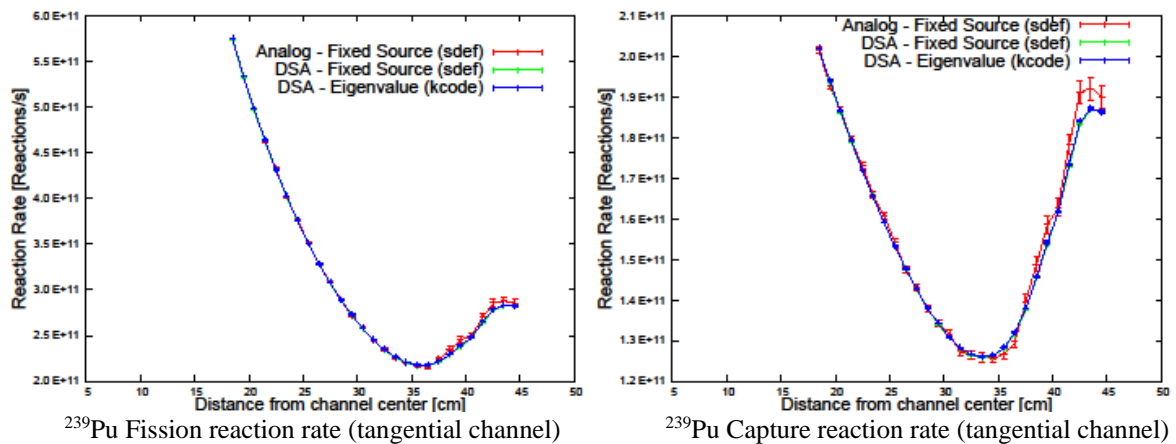 6.0E+11
5.5E+11
5.0E+11
4.5E+11
4.0E+11
3.5E+11
3.0E+11
2.5E+11
2.0E+11
Reaction Rate [Reactions/s]
Analog - Fixed Source (sdef)
DSA - Fixed Source (sdef)
DSA - Eigenvalue (kcode)
5 10 15 20 25 30 35 40 45 50
Distance from channel center [cm]
²³⁹Pu Fission reaction rate (tangential channel)
2.1E+11
2.0E+11
1.9E+11
1.8E+11
1.7E+11
1.6E+11
1.5E+11
1.4E+11
1.3E+11
1.2E+11
Reaction Rate [Reactions/s]
Analog - Fixed Source (sdef)
DSA - Fixed Source (sdef)
DSA - Eigenvalue (kcode)
5 10 15 20 25 30 35 40 45 50
Distance from channel center [cm]
²³⁹Pu Capture reaction rate (tangential channel)